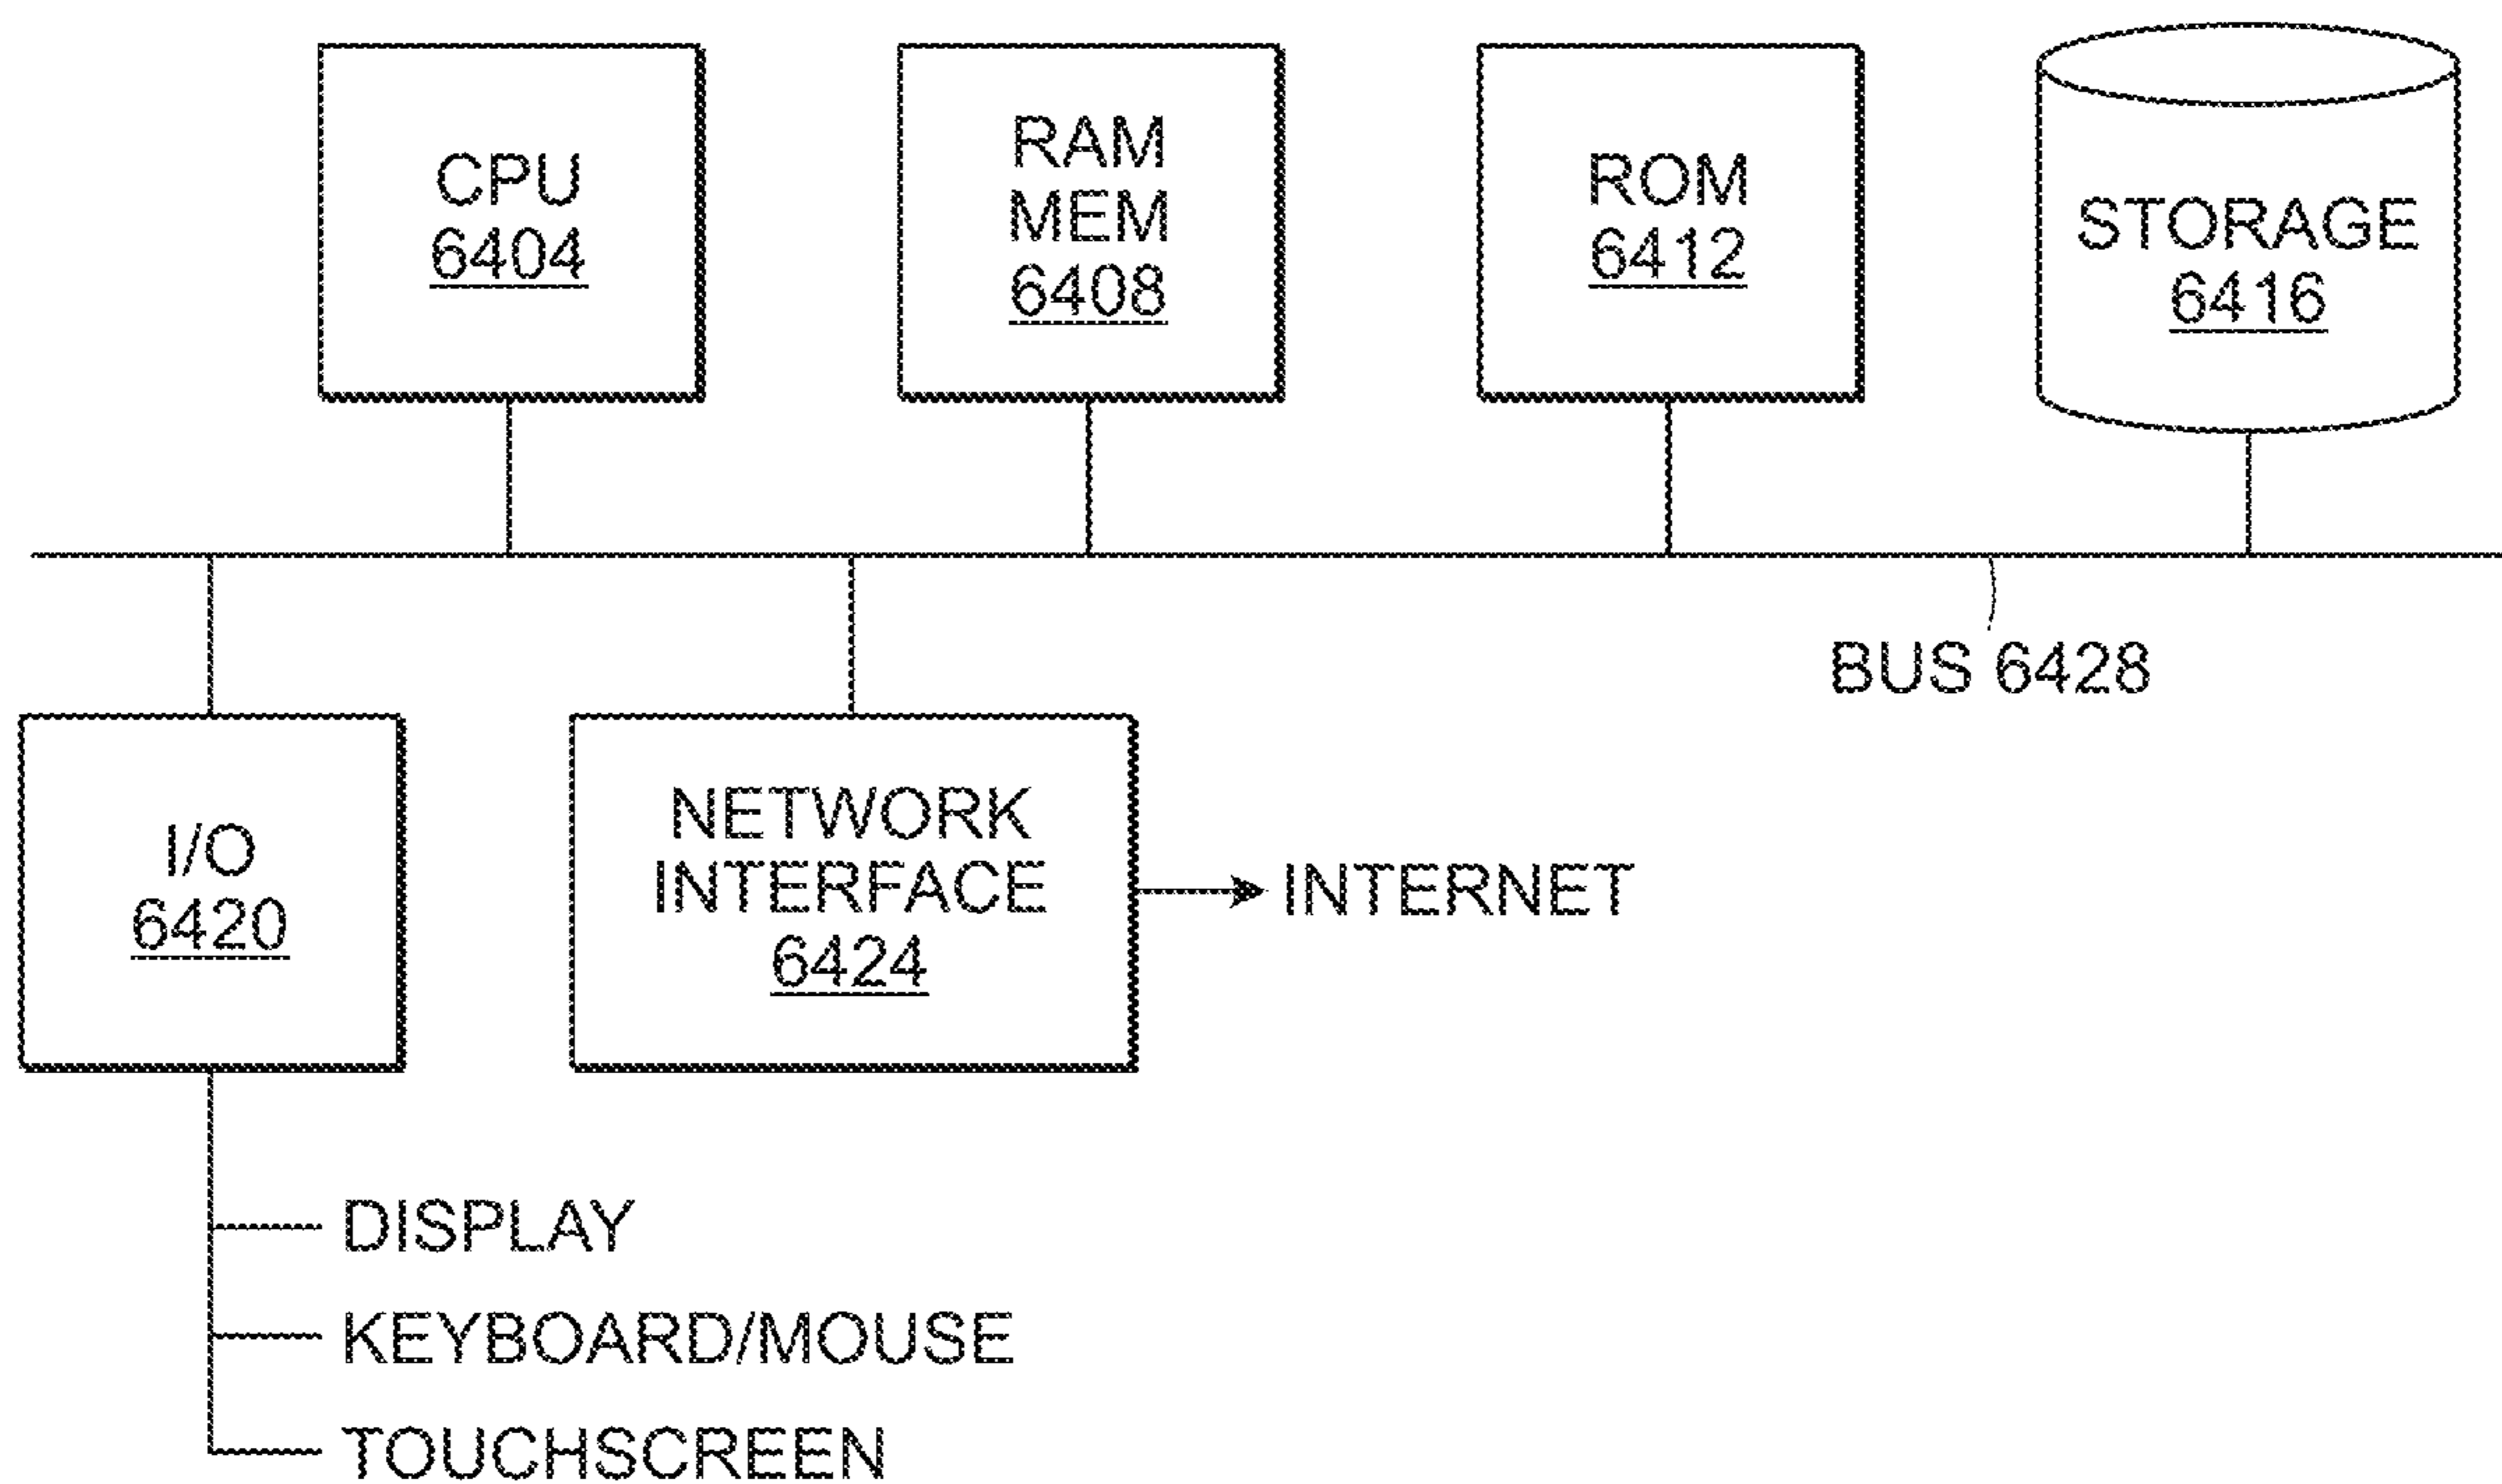 CPU
6404
RAM
MEM
6408
ROM
6412
STORAGE
6416
BUS 6428
I/O
6420
NETWORK
INTERFACE
6424
INTERNET
DISPLAY
KEYBOARD/MOUSE
TOUCHSCREEN